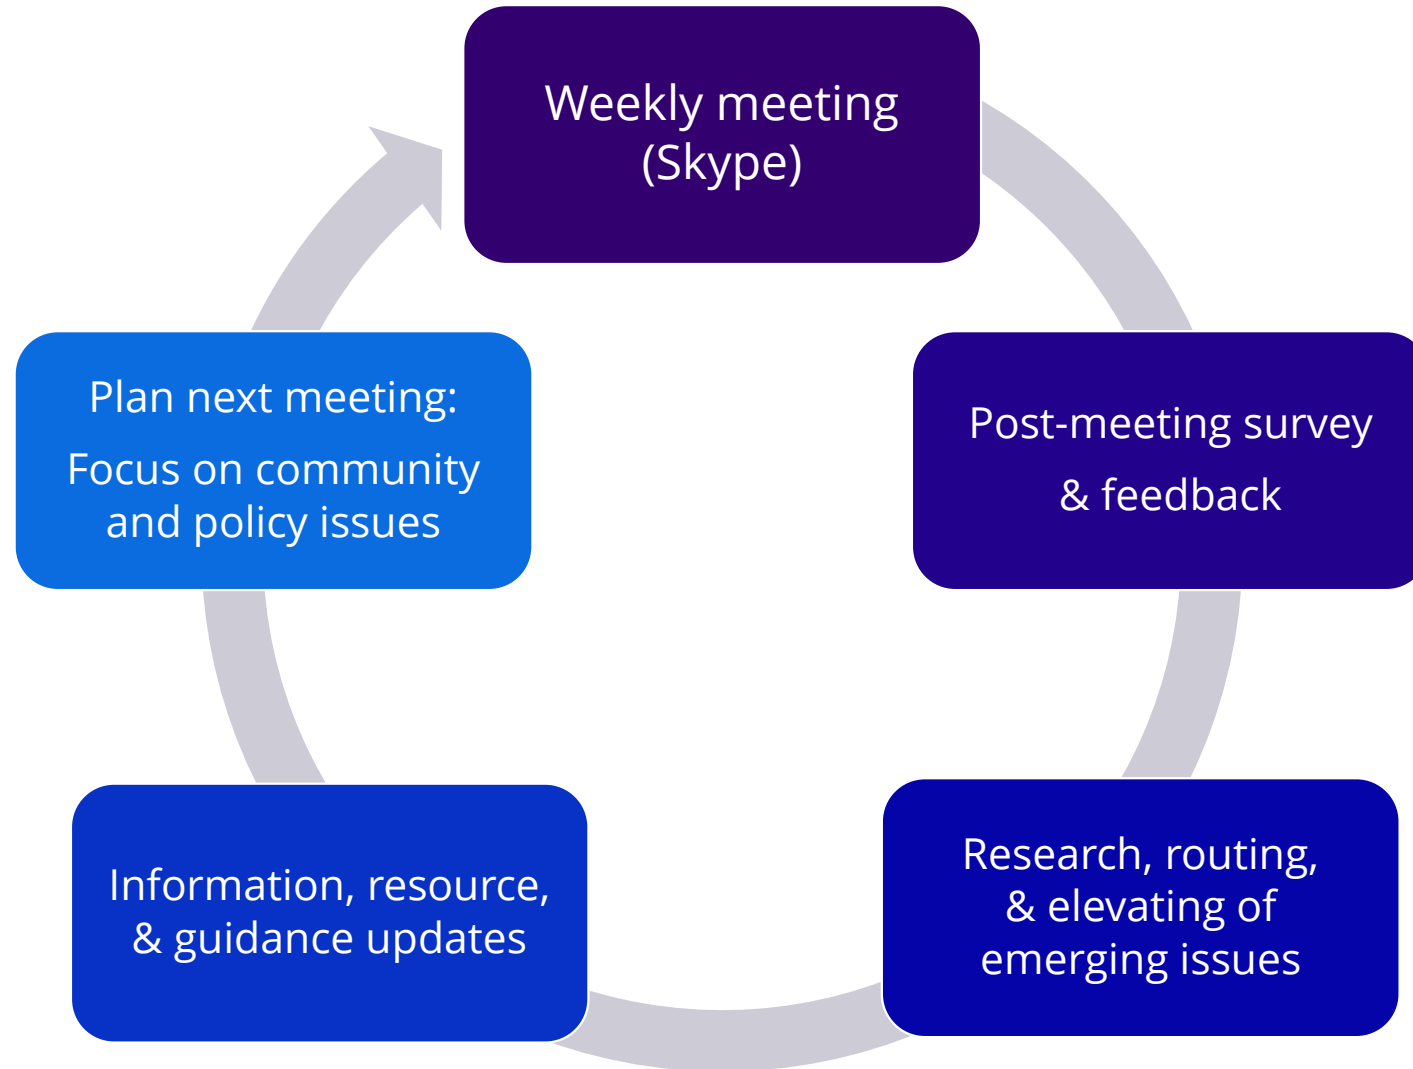 Weekly meeting
(Skype)
Post-meeting survey
& feedback
Research, routing,
& elevating of
emerging issues
Information, resource,
& guidance updates
Plan next meeting:
Focus on community
and policy issues